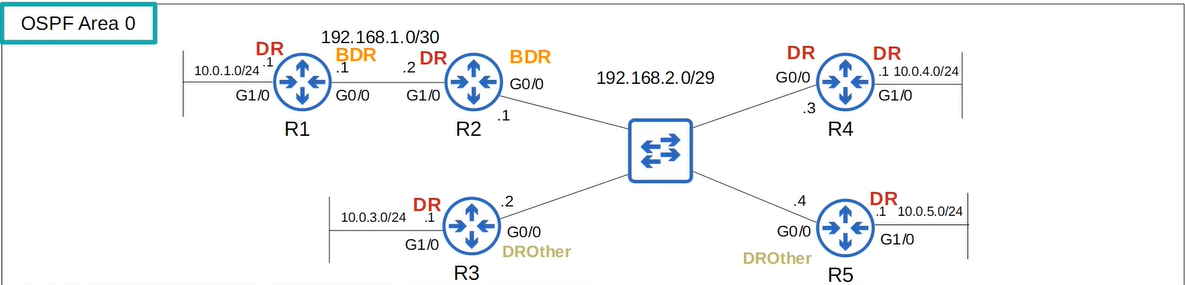 OSPF Area 0
192.168.1.0/30
DR
BDR
DR
BDR
10.0.1.0/24
.1
.1
.2
G1/0
G0/0
G1/0
G0/0
R1
R2
.1
192.168.2.0/29
DR
DR
G0/0
.1
10.0.4.0/24
G1/0
.3
R4
DR
10.0.3.0/24
.1
.2
G1/0
G0/0
DROther
R3
.4
DR
.1
10.0.5.0/24
G0/0
G1/0
DROther
R5